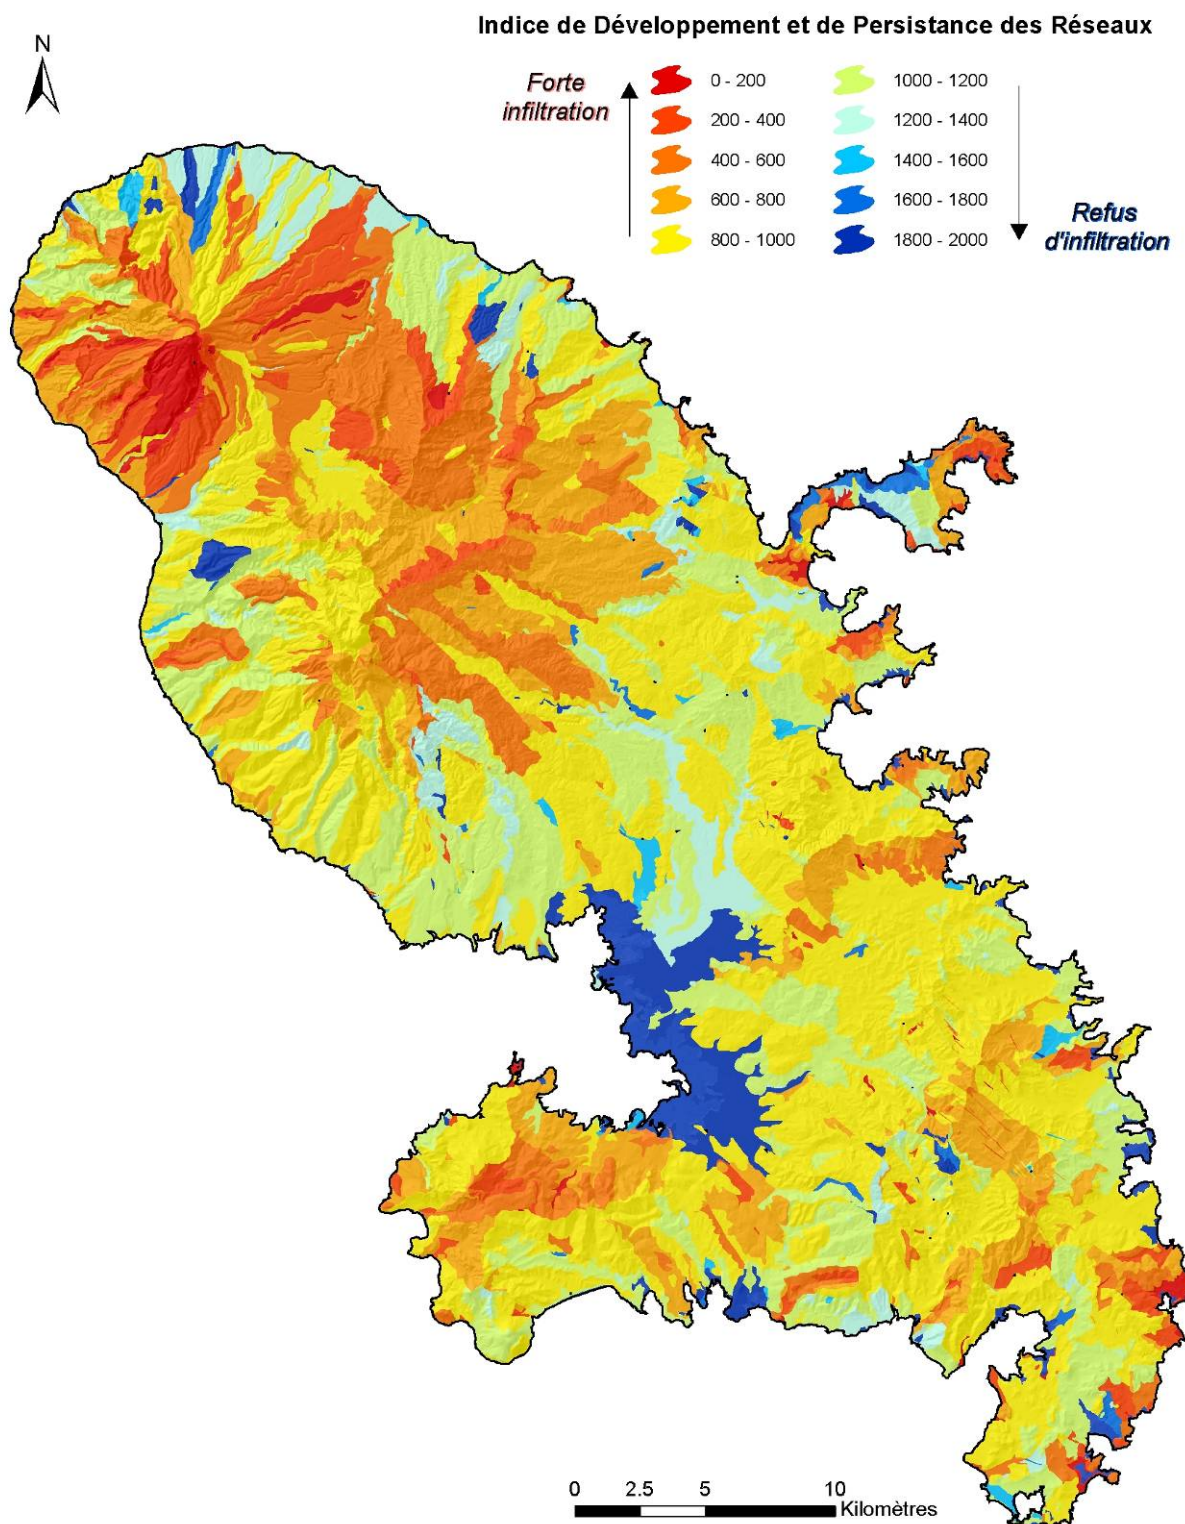 Indice de Développement et de Persistance des Réseaux
N
Forte
infiltration
0 - 200
200 - 400
400 - 600
600 - 800
800 - 1000
1000 - 1200
1200 - 1400
1400 - 1600
1600 - 1800
1800 - 2000
Refus
d'infiltration
0 2.5 5 10
Kilomètres